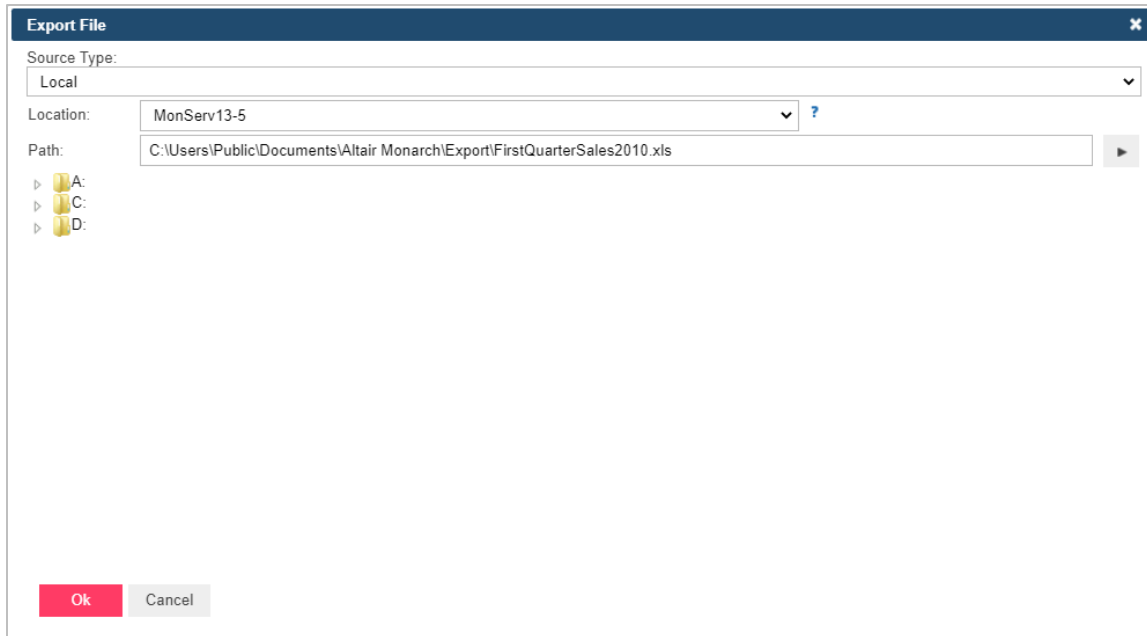 Export File
Source Type:
Local
Location: MonServ13-5 ?
Path: C:\Users\Public\Documents\Altair Monarch\Export\FirstQuarterSales2010.xls
A:
C:
D:
Ok Cancel